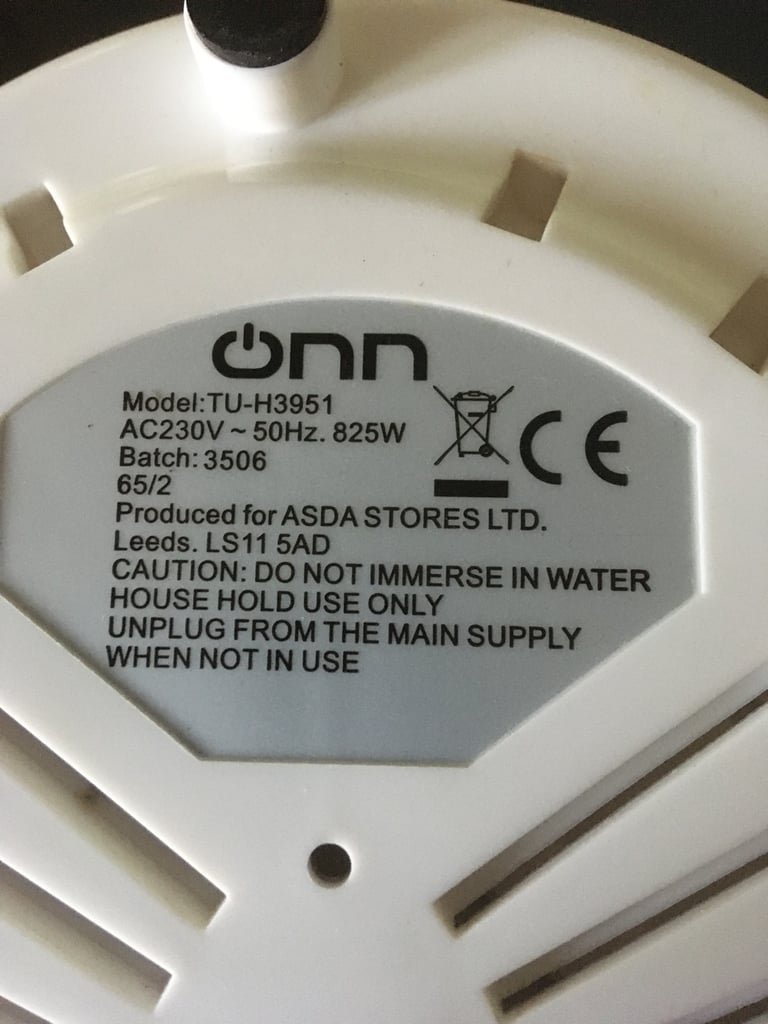 onn
Model:TU-H3951
AC230V ~ 50Hz. 825W
Batch: 3506
65/2
Produced for ASDA STORES LTD.
Leeds. LS11 5AD
CAUTION: DO NOT IMMERSE IN WATER
HOUSE HOLD USE ONLY
UNPLUG FROM THE MAIN SUPPLY
WHEN NOT IN USE
CE